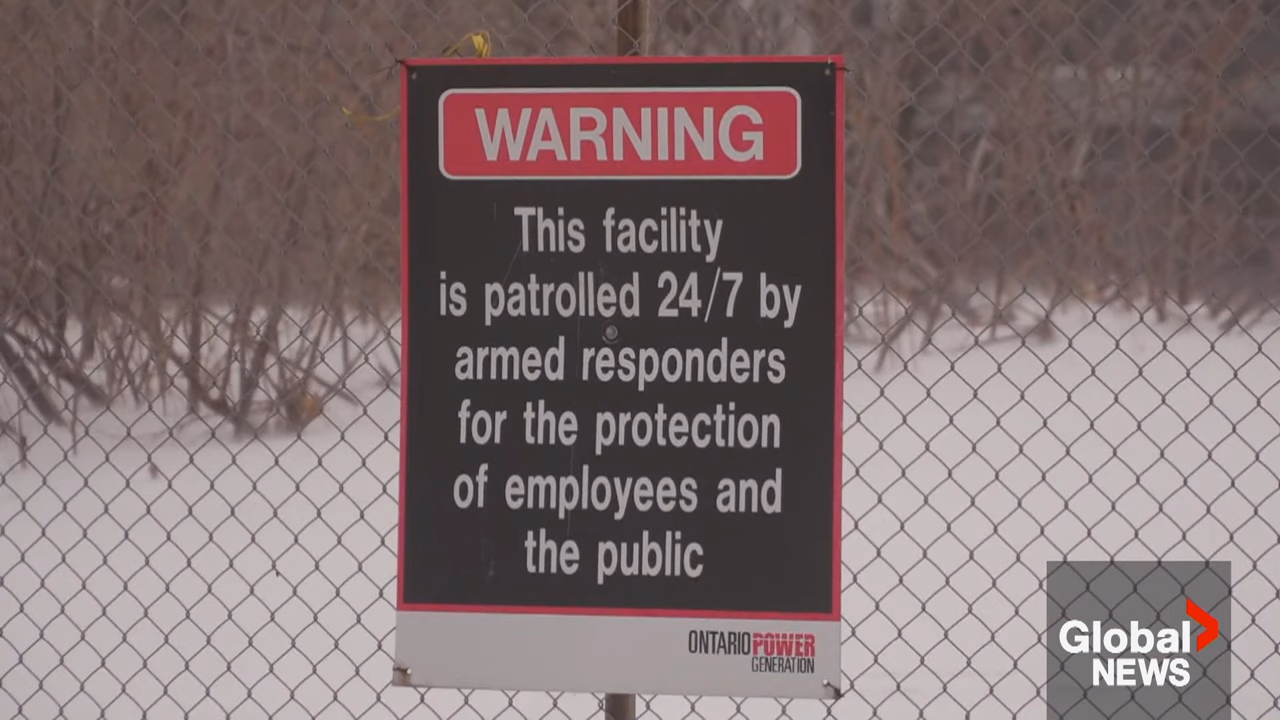 WARNING
This facility
is patrolled 24/7 by
armed responders
for the protection
of employees and
the public
ONTARIO POWER
GENERATION
Global
NEWS